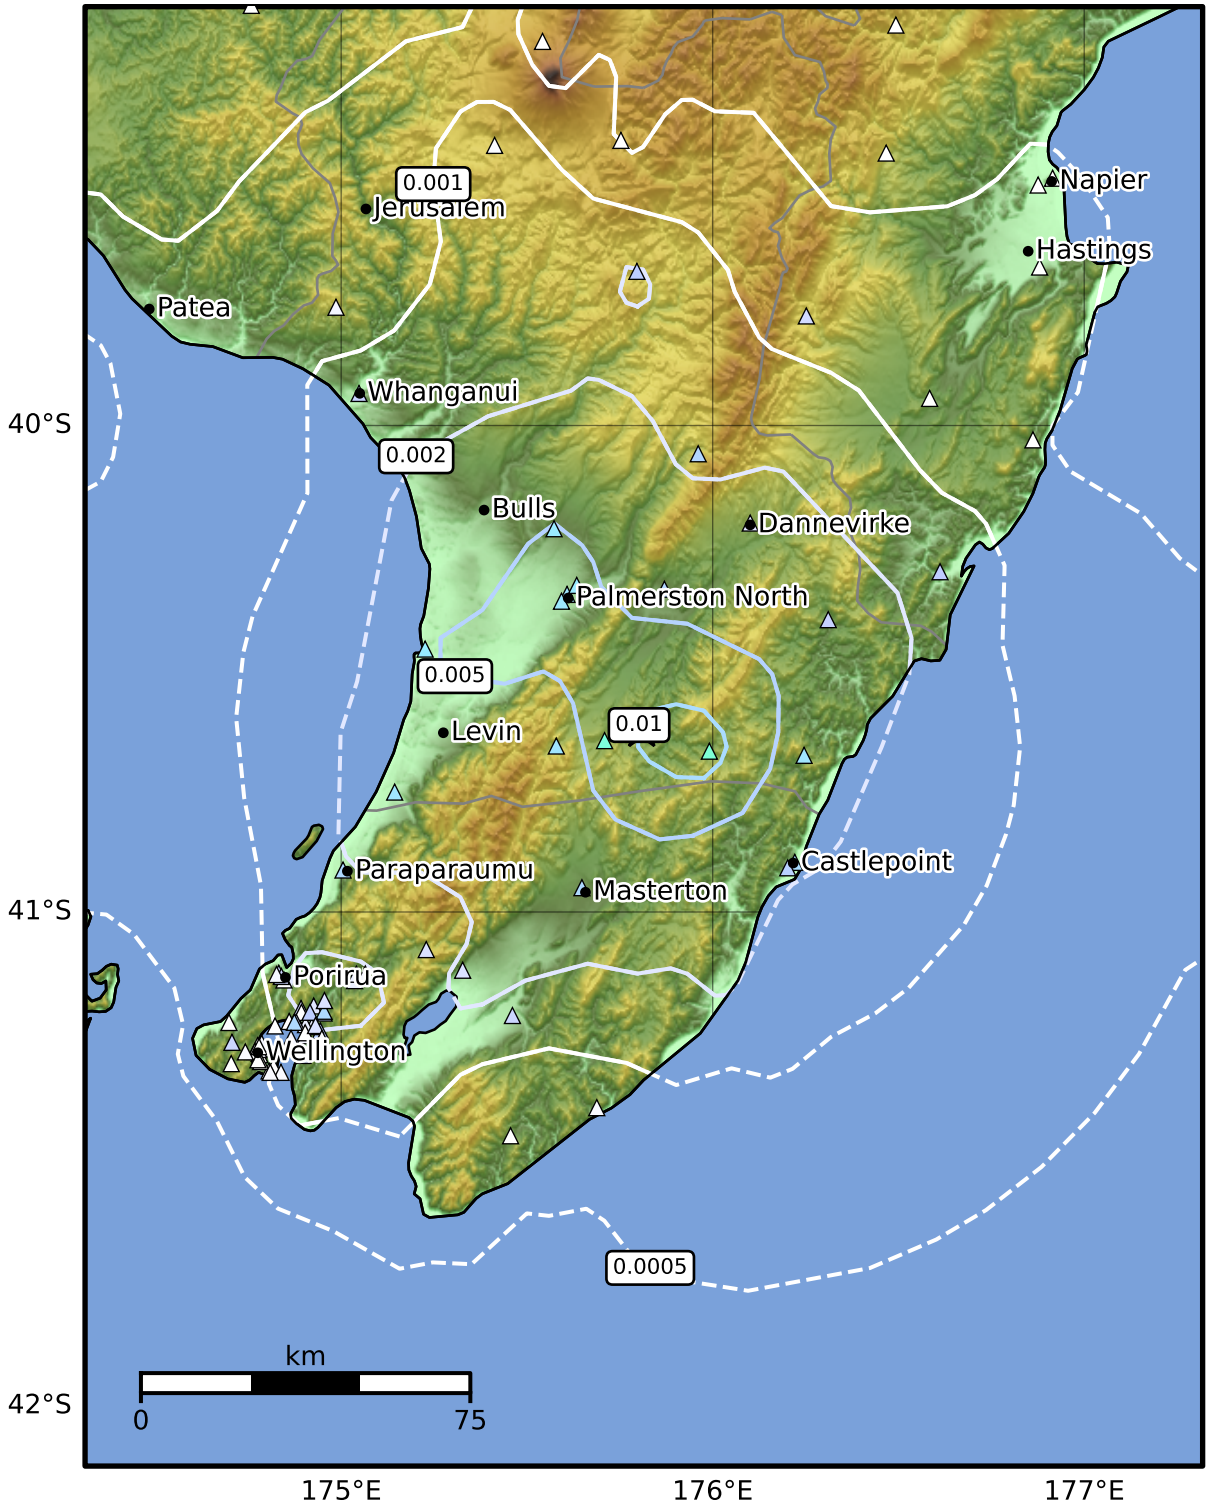 Napier
0.001
Jerusalem
Hastings
Patea
Whanganui
40°S
0.002
Bulls
Dannevirke
Palmerston North
0.005
0.01
Levin
Castlepoint
Paraparaumu
Masterton
41°S
Porirua
Wellington
0.0005
km
0 75
42°S
175°E 176°E 177°E